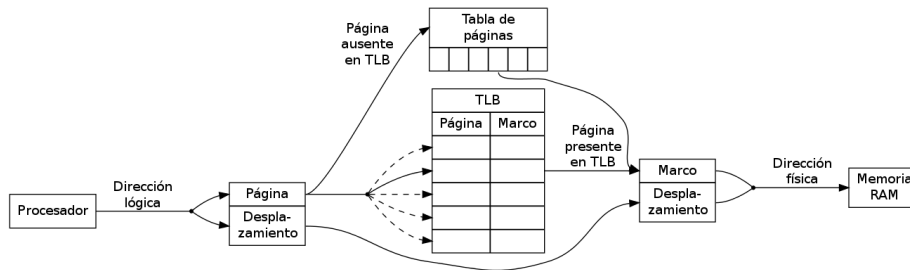 Procesador
Dirección
lógica
Página
Despla-
zamiento
Página
ausente
en TLB
Tabla de
páginas
TLB
Página Marco
Página
presente
en TLB
Marco
Despla-
zamiento
Dirección
física
Memoria
RAM